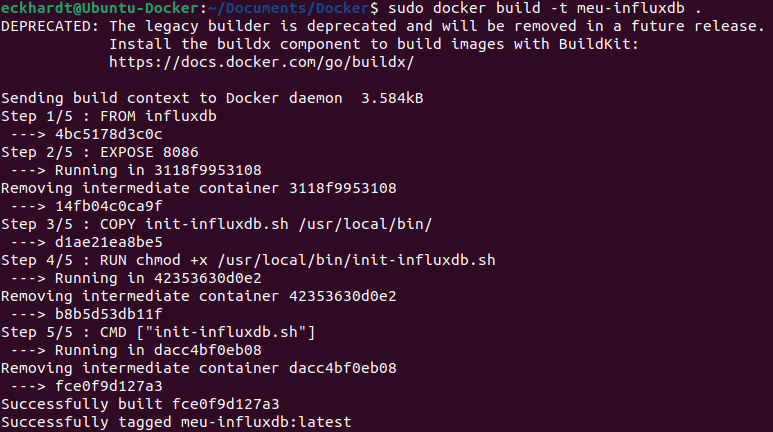 eckhardt@Ubuntu-Docker:~/Documents/Docker$ sudo docker build -t meu-influxdb .
DEPRECATED: The legacy builder is deprecated and will be removed in a future release.
            Install the buildx component to build images with BuildKit:
            https://docs.docker.com/go/buildx/

Sending build context to Docker daemon  3.584kB
Step 1/5 : FROM influxdb
 ---> 4bc5178d3c0c
Step 2/5 : EXPOSE 8086
 ---> Running in 3118f9953108
Removing intermediate container 3118f9953108
 ---> 14fb04c0ca9f
Step 3/5 : COPY init-influxdb.sh /usr/local/bin/
 ---> d1ae21ea8be5
Step 4/5 : RUN chmod +x /usr/local/bin/init-influxdb.sh
 ---> Running in 42353630d0e2
Removing intermediate container 42353630d0e2
 ---> b8b5d53db11f
Step 5/5 : CMD ["init-influxdb.sh"]
 ---> Running in dacc4bf0eb08
Removing intermediate container dacc4bf0eb08
 ---> fce0f9d127a3
Successfully built fce0f9d127a3
Successfully tagged meu-influxdb:latest